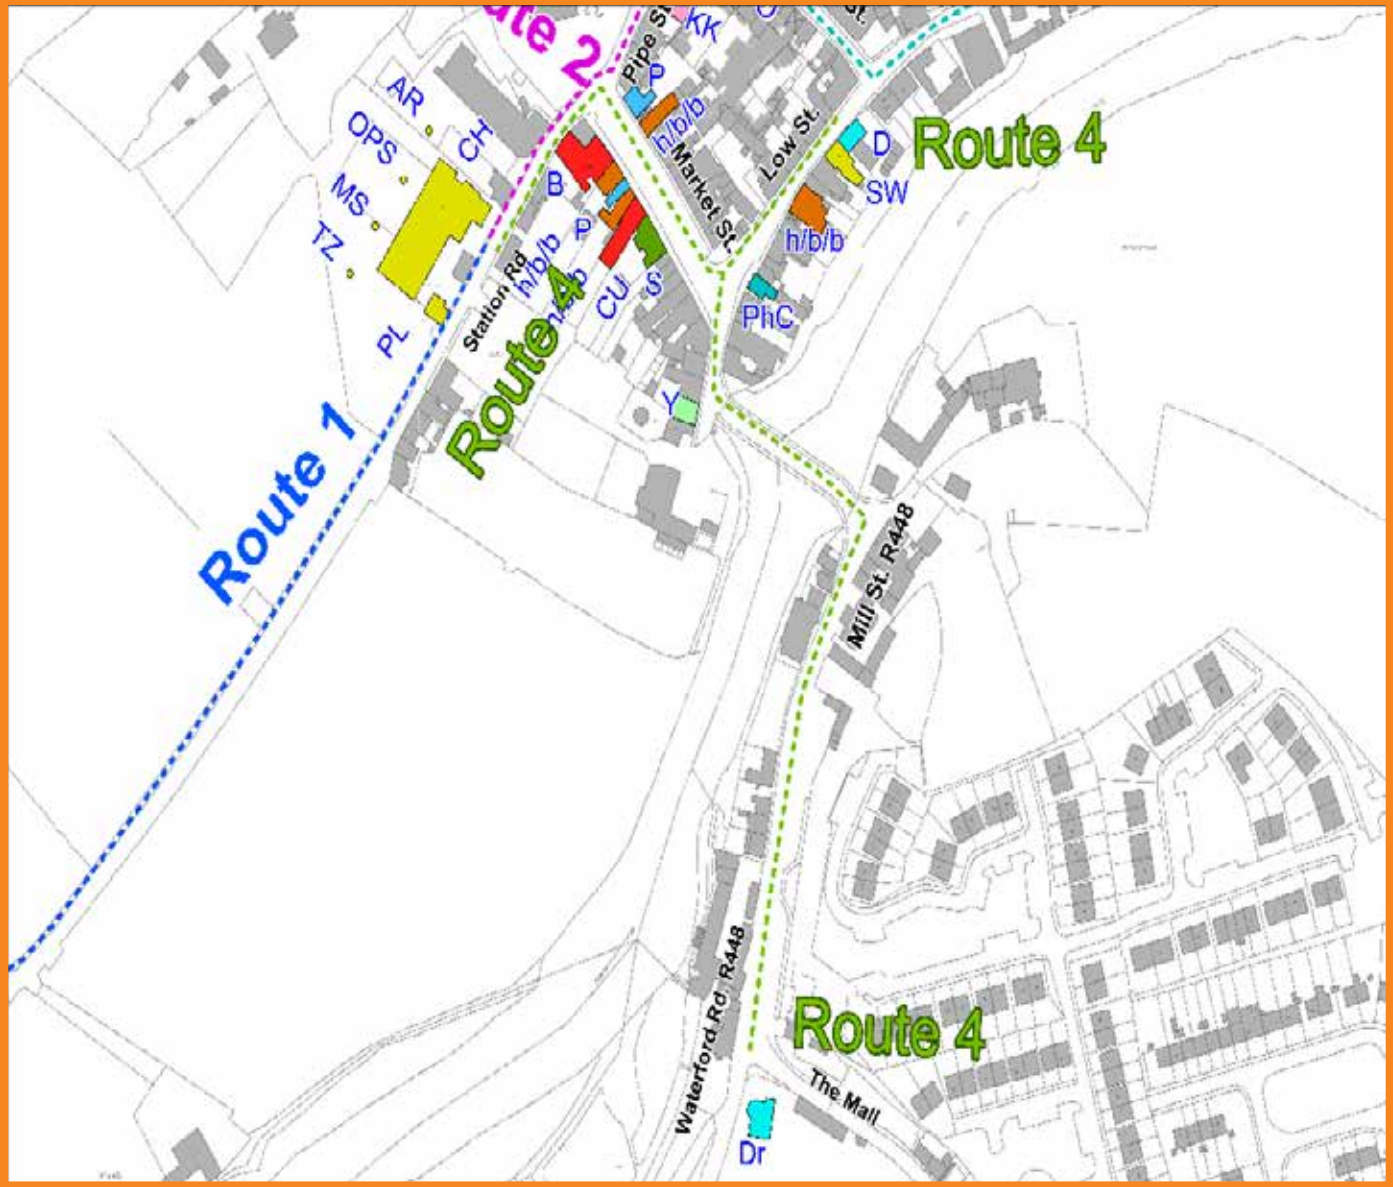 ute 2
Pipe St.
KK
St.
P
h/b/b
AR
OPS
CH
MS
TZ
PL
B
P
h/b/b
CU
S
Market St.
Low St.
D
SW
Route 4
h/b/b
PhC
Station Rd
Route 4
Y
Route 1
Mill St. R448
Waterford Rd R448
Route 4
The Mall
Dr